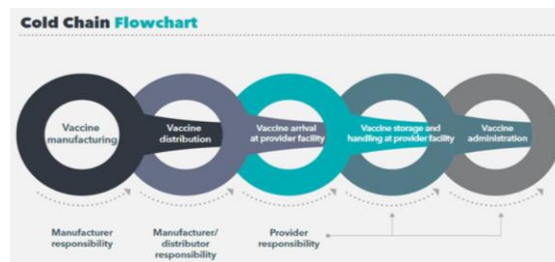 Cold Chain Flowchart
Vaccine
manufacturing
Vaccine
distribution
Vaccine arrival
at provider facility
Vaccine storage and
handling at provider facility
Vaccine
administration
Manufacturer
responsibility
Manufacturer/
distributor
responsibility
Provider
responsibility